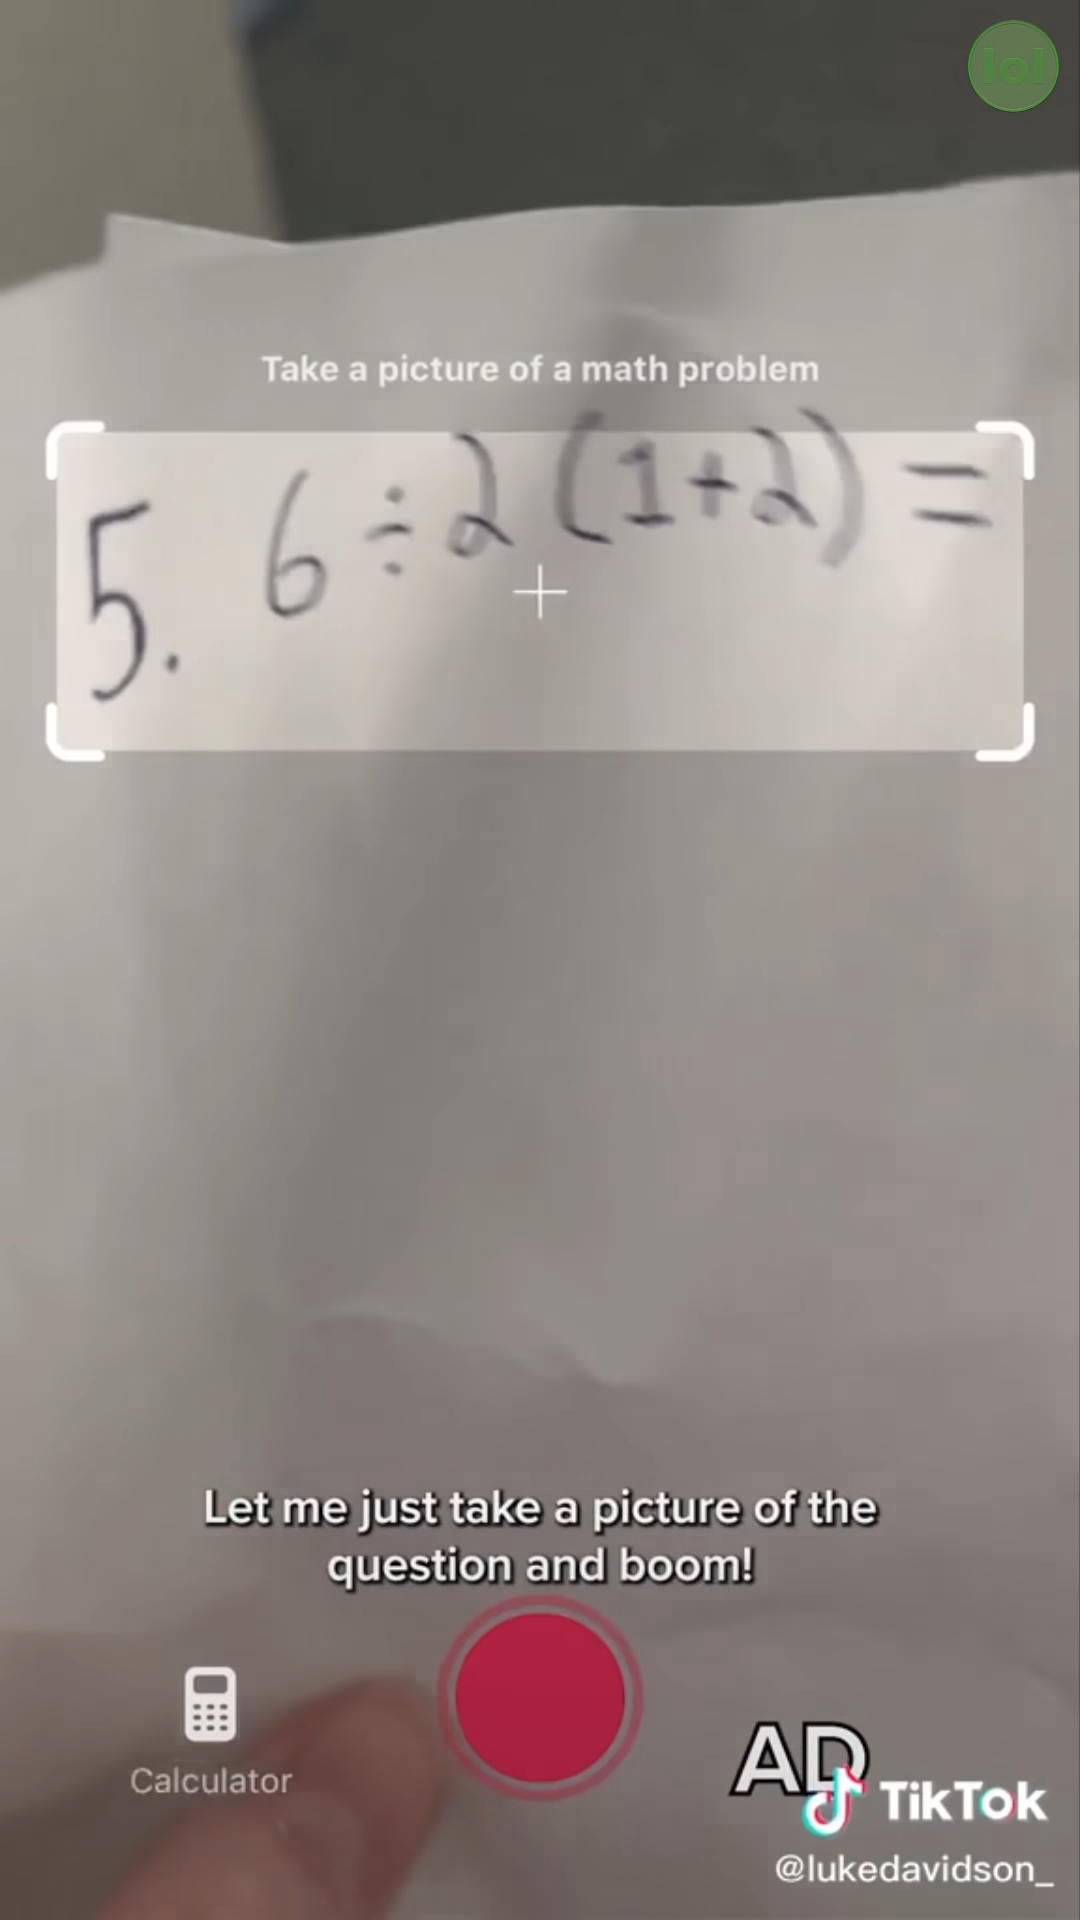 lol
Take a picture of a math problem
5. 6 ÷ 2 (1+2) =
Let me just take a picture of the
question and boom!
Calculator
AD
TikTok
@lukedavidson_